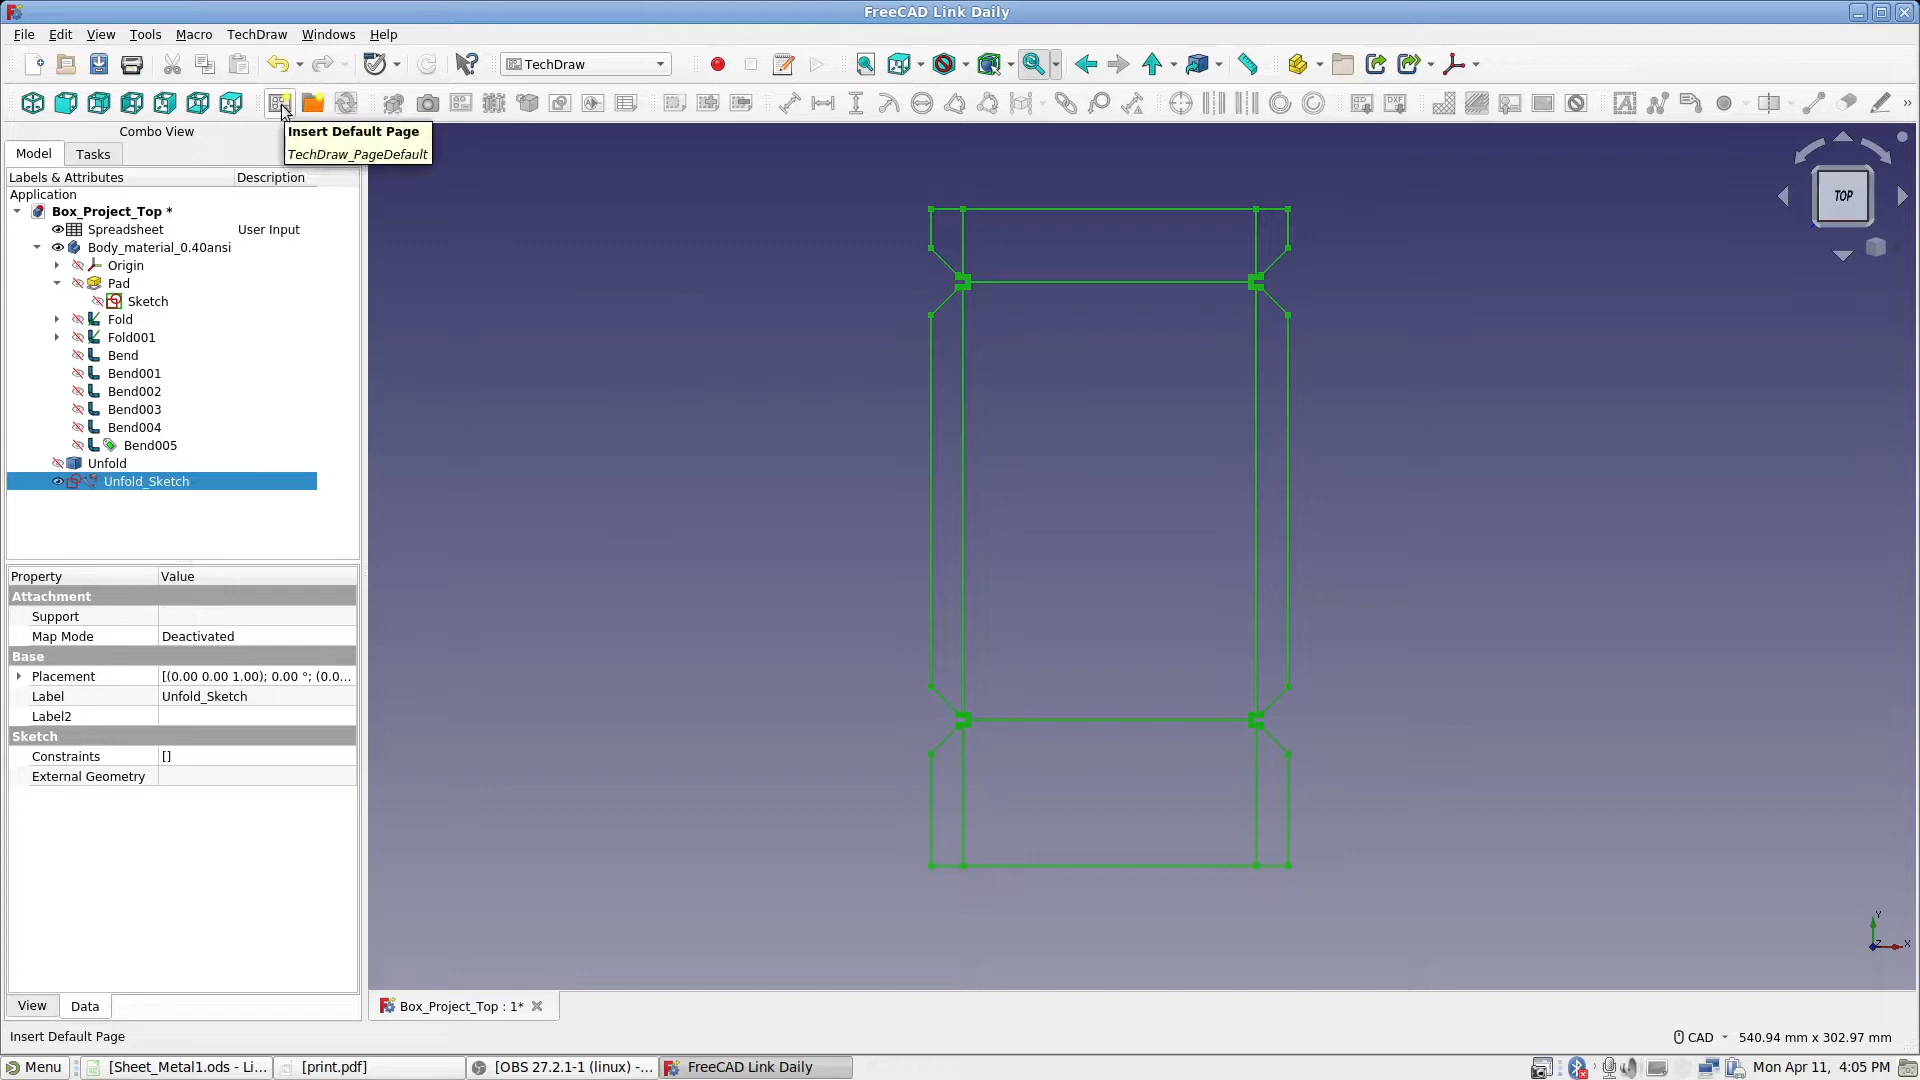 FreeCAD Link Daily
File Edit View Tools Macro TechDraw Windows Help
TechDraw
Combo View
Insert Default Page
TechDraw_PageDefault
Model Tasks
Labels & Attributes Description
Application
Box_Project_Top *
Spreadsheet User Input
Body_material_0.40ansi
Origin
Pad
Sketch
Fold
Fold001
Bend
Bend001
Bend002
Bend003
Bend004
Bend005
Unfold
Unfold_Sketch
TOP
Property Value
Attachment
Support
Map Mode Deactivated
Base
Placement [(0.00 0.00 1.00); 0.00 °; (0.0...
Label Unfold_Sketch
Label2
Sketch
Constraints []
External Geometry
Y
Z X
View Data
Box_Project_Top : 1*
Insert Default Page
CAD 540.94 mm x 302.97 mm
Menu [Sheet_Metal1.ods - Li... [print.pdf] [OBS 27.2.1-1 (linux) -... FreeCAD Link Daily Mon Apr 11, 4:05 PM